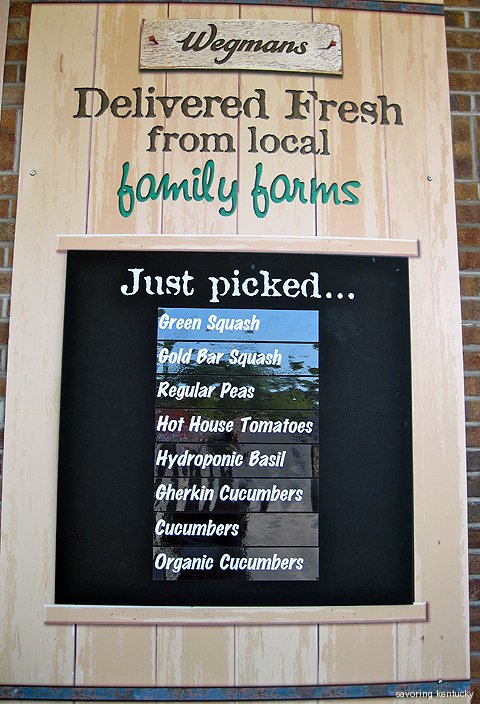 Wegmans
Delivered Fresh
from local
family farms
Just picked...
Green Squash
Gold Bar Squash
Regular Peas
Hot House Tomatoes
Hydroponic Basil
Gherkin Cucumbers
Cucumbers
Organic Cucumbers
savoring kentucky